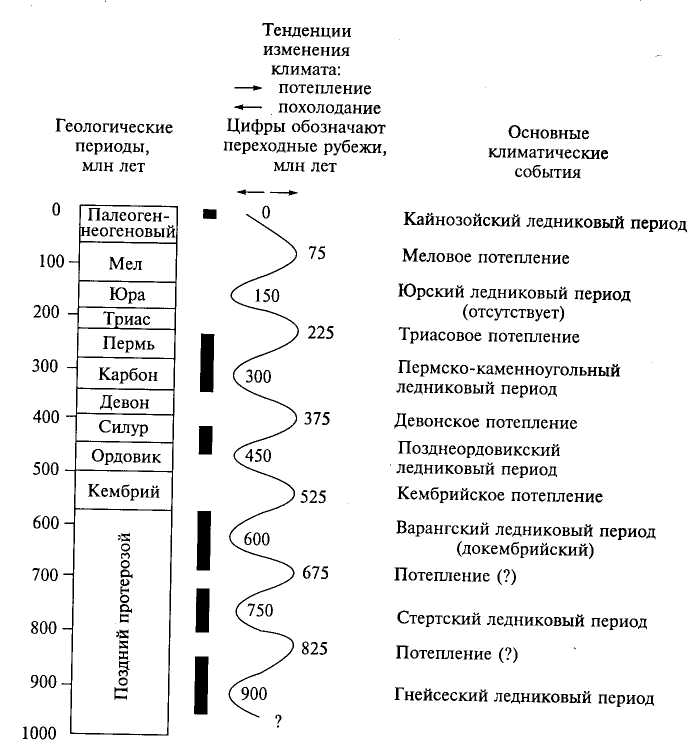 Тенденции
изменения
климата:
потепление
похолодание
Геологические
периоды,
млн лет
Цифры обозначают
переходные рубежи,
млн лет
Основные
климатические
события
0
Палеоген-
неогеновый
0
Кайнозойский ледниковый период
100
Мел
75
Меловое потепление
Юра
150
Юрский ледниковый период
(отсутствует)
200
Триас
225
Триасовое потепление
Пермь
300
Карбон
300
Пермско-каменноугольный
ледниковый период
Девон
400
375
Девонское потепление
Силур
Ордовик
450
Позднеордовикский
ледниковый период
500
Кембрий
525
Кембрийское потепление
600
600
Варангский ледниковый период
(докембрийский)
Поздний протерозой
700
675
Потепление (?)
750
Стертский ледниковый период
800
825
Потепление (?)
900
900
Гнейсеский ледниковый период
?
1000